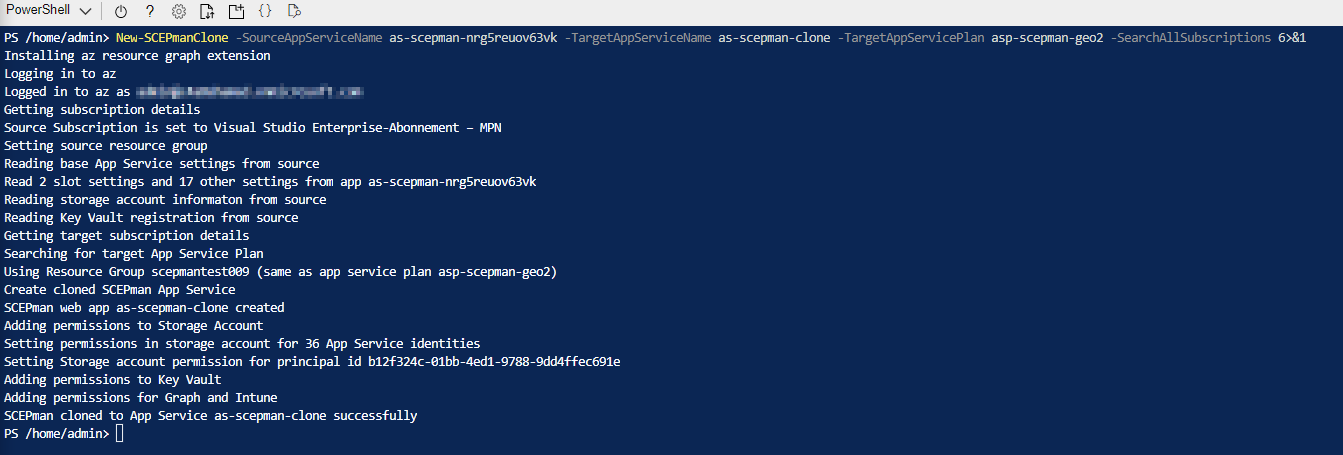 PowerShell
PS /home/admin> New-SCEPmanClone -SourceAppServiceName as-scepman-nrg5reuov63vk -TargetAppServiceName as-scepman-clone -TargetAppServicePlan asp-scepman-geo2 -SearchAllSubscriptions 6>&1
Installing az resource graph extension
Logging in to az
Logged in to az as
Getting subscription details
Source Subscription is set to Visual Studio Enterprise-Abonnement – MPN
Setting source resource group
Reading base App Service settings from source
Read 2 slot settings and 17 other settings from app as-scepman-nrg5reuov63vk
Reading storage account informaton from source
Reading Key Vault registration from source
Getting target subscription details
Searching for target App Service Plan
Using Resource Group scepmantest009 (same as app service plan asp-scepman-geo2)
Create cloned SCEPman App Service
SCEPman web app as-scepman-clone created
Adding permissions to Storage Account
Setting permissions in storage account for 36 App Service identities
Setting Storage account permission for principal id b12f324c-01bb-4ed1-9788-9dd4ffec691e
Adding permissions to Key Vault
Adding permissions for Graph and Intune
SCEPman cloned to App Service as-scepman-clone successfully
PS /home/admin>